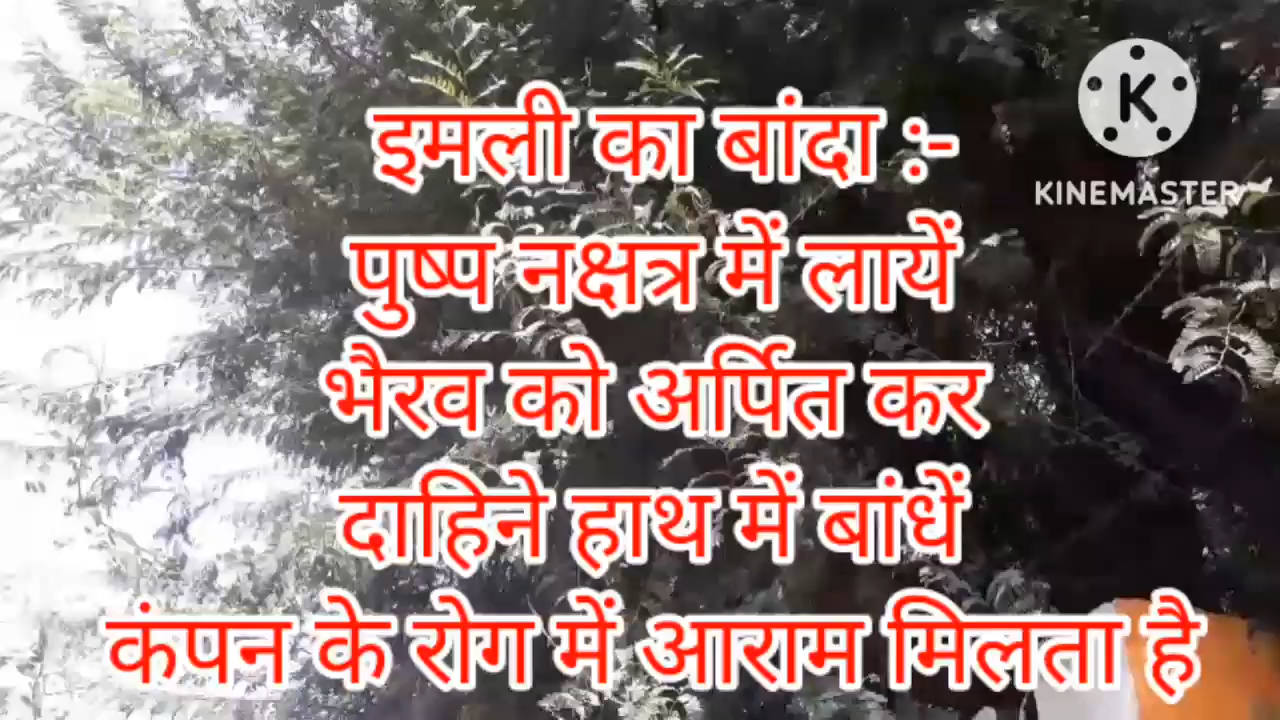 इमली का बांदा :-
पुष्प नक्षत्र में लायें
भैरव को अर्पित कर
दाहिने हाथ में बांधें
कंपन के रोग में आराम मिलता है
K
KINEMASTER